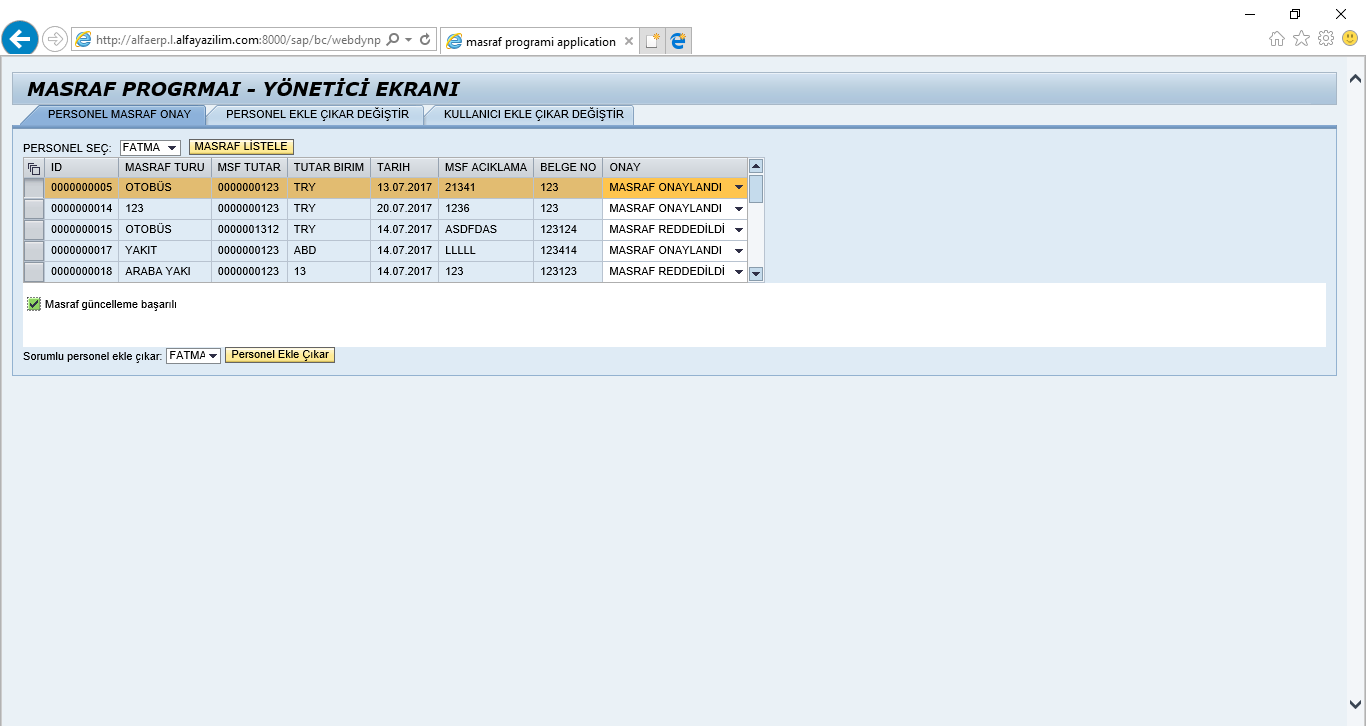 http://alfaerp.l.alfayazilim.com:8000/sap/bc/webdynp
masraf programi application
MASRAF PROGRMAI - YÖNETİCİ EKRANI
PERSONEL MASRAF ONAY PERSONEL EKLE ÇIKAR DEĞİŞTİR KULLANICI EKLE ÇIKAR DEĞİŞTİR
PERSONEL SEÇ: FATMA MASRAF LİSTELE
ID MASRAF TURU MSF TUTAR TUTAR BIRIM TARIH MSF ACIKLAMA BELGE NO ONAY
0000000005 OTOBÜS 0000000123 TRY 13.07.2017 21341 123 MASRAF ONAYLANDI
0000000014 123 0000000123 TRY 20.07.2017 1236 123 MASRAF ONAYLANDI
0000000015 OTOBÜS 0000001312 TRY 14.07.2017 ASDFDAS 123124 MASRAF REDDEDİLDİ
0000000017 YAKIT 0000000123 ABD 14.07.2017 LLLLL 123414 MASRAF ONAYLANDI
0000000018 ARABA YAKI 0000000123 13 14.07.2017 123 123123 MASRAF REDDEDİLDİ
Masraf güncelleme başarılı
Sorumlu personel ekle çıkar: FATMA Personel Ekle Çıkar